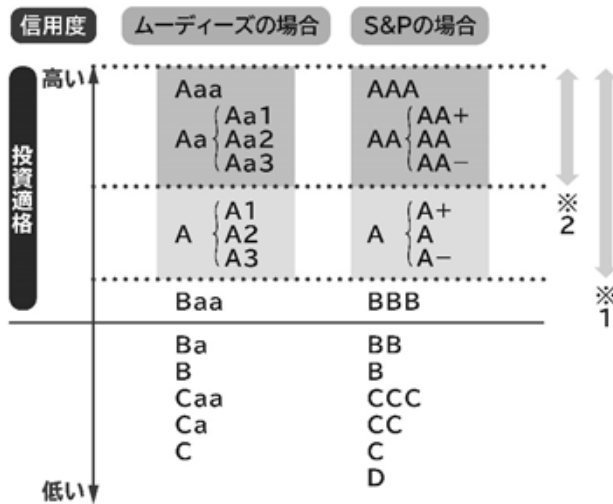 信用度 ムーディーズの場合 S&Pの場合
高い
投資適格
Aaa AAA
Aa Aa1 Aa2 Aa3 AA AA+ AA AA−
A A1 A2 A3 A A+ A A−
Baa BBB
Ba BB
B B
Caa CCC
Ca CC
C C
D
低い
※2
※1